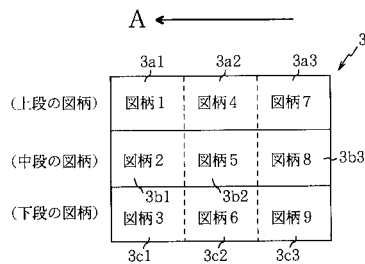 A
3
3a1 3a2 3a3
(上段の図柄) 図柄1 図柄4 図柄7
(中段の図柄) 図柄2 図柄5 図柄8 3b3
3b1 3b2
(下段の図柄) 図柄3 図柄6 図柄9
3c1 3c2 3c3